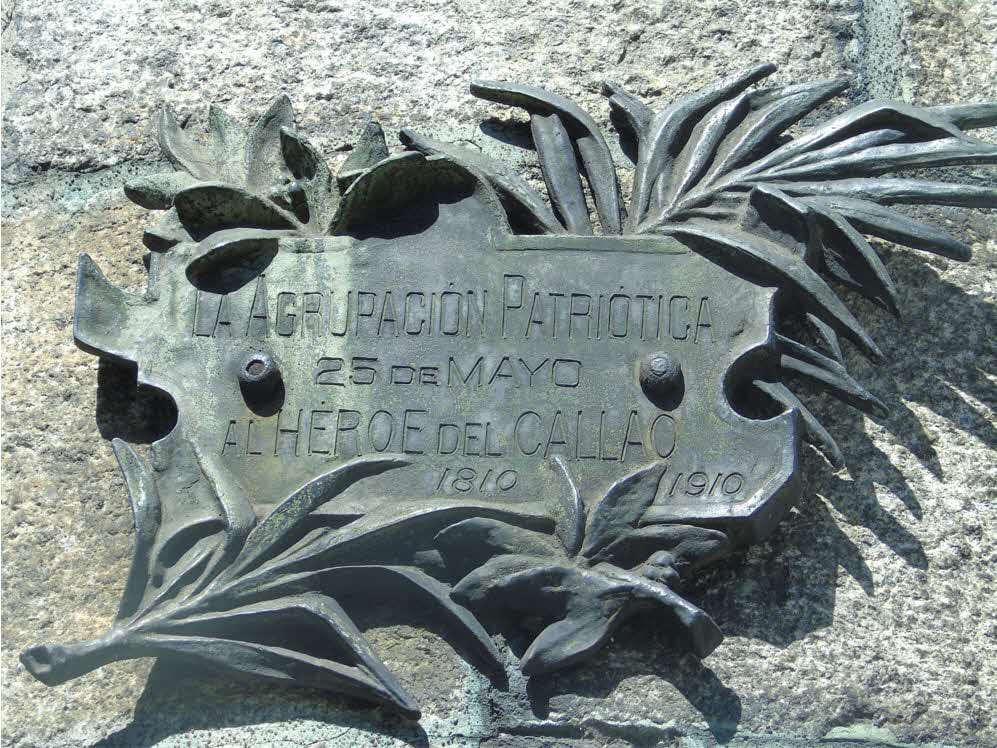 LA AGRUPACIÓN PATRIÓTICA
25 DE MAYO
AL HÉROE DEL CALLAO
1810 1910